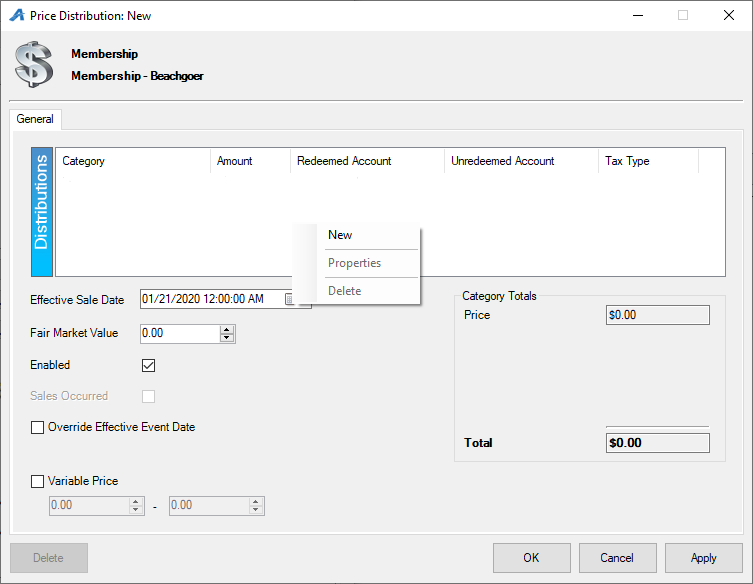 Price Distribution: New
Membership
Membership - Beachgoer
General
Distributions
Category Amount Redeemed Account Unredeemed Account Tax Type
New
Properties
Delete
Effective Sale Date 01/21/2020 12:00:00 AM
Fair Market Value 0.00
Enabled
Sales Occurred
Override Effective Event Date
Variable Price
0.00 - 0.00
Category Totals
Price $0.00
Total $0.00
Delete OK Cancel Apply